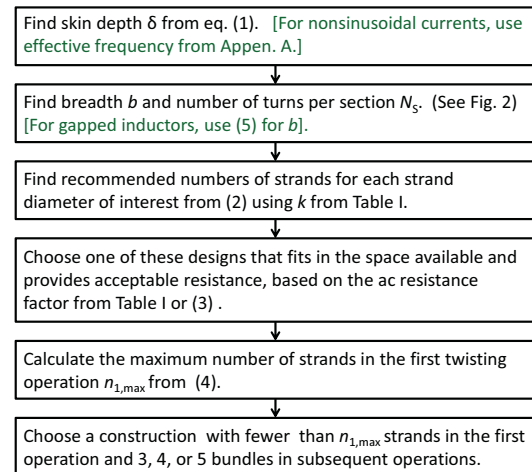 Find skin depth δ from eq. (1). [For nonsinusoidal currents, use
effective frequency from Appen. A.]
Find breadth b and number of turns per section Nₛ. (See Fig. 2)
[For gapped inductors, use (5) for b].
Find recommended numbers of strands for each strand
diameter of interest from (2) using k from Table I.
Choose one of these designs that fits in the space available and
provides acceptable resistance, based on the ac resistance
factor from Table I or (3) .
Calculate the maximum number of strands in the first twisting
operation n₁,max from (4).
Choose a construction with fewer than n₁,max strands in the first
operation and 3, 4, or 5 bundles in subsequent operations.